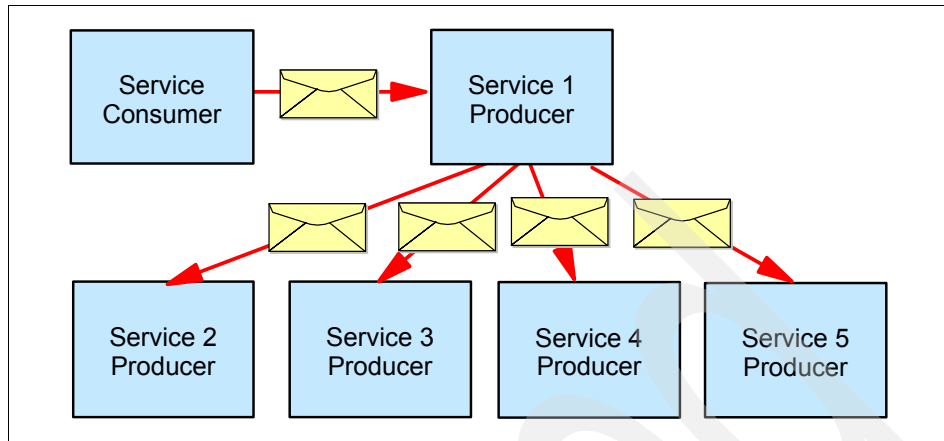 Service
Consumer
Service 1
Producer
Service 2
Producer
Service 3
Producer
Service 4
Producer
Service 5
Producer